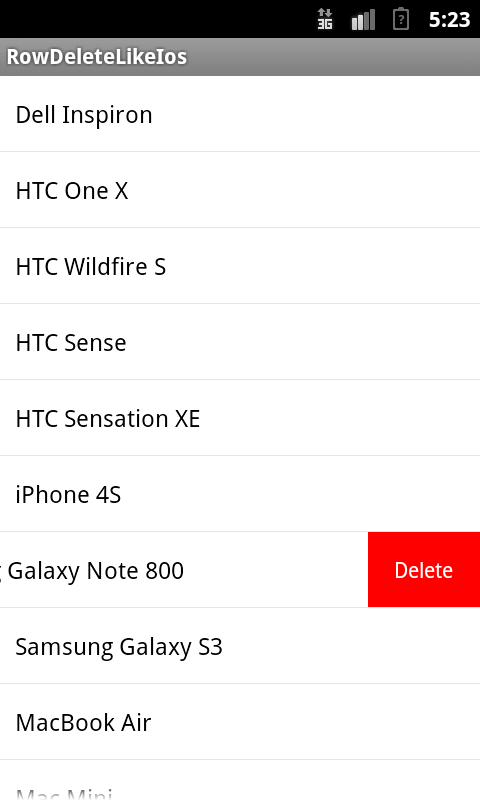 3G 5:23
RowDeleteLikeIos
Dell Inspiron
HTC One X
HTC Wildfire S
HTC Sense
HTC Sensation XE
iPhone 4S
Galaxy Note 800 Delete
Samsung Galaxy S3
MacBook Air
Mac Mini